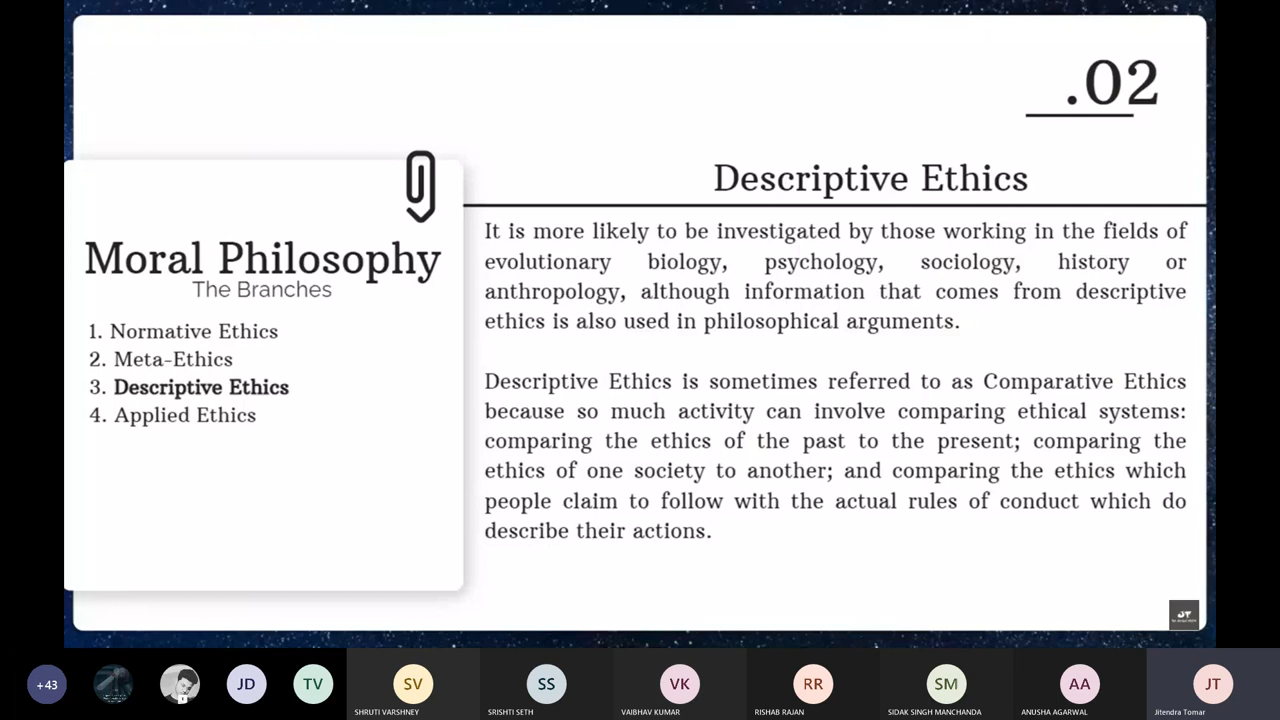 .02
Descriptive Ethics
Moral Philosophy
The Branches
1. Normative Ethics
2. Meta-Ethics
3. Descriptive Ethics
4. Applied Ethics
It is more likely to be investigated by those working in the fields of
evolutionary biology, psychology, sociology, history or
anthropology, although information that comes from descriptive
ethics is also used in philosophical arguments.
Descriptive Ethics is sometimes referred to as Comparative Ethics
because so much activity can involve comparing ethical systems:
comparing the ethics of the past to the present; comparing the
ethics of one society to another; and comparing the ethics which
people claim to follow with the actual rules of conduct which do
describe their actions.
+43
JD
TV
SV
SS
VK
RR
SM
AA
JT
SHRUTI VARSHNEY
SRISHTI SETH
VAIBHAV KUMAR
RISHAB RAJAN
SIDAK SINGH MANCHANDA
ANUSHA AGARWAL
Jitendra Tomar